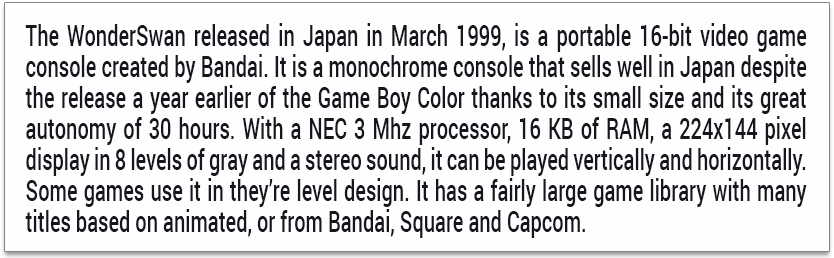 The WonderSwan released in Japan in March 1999, is a portable 16-bit video game
console created by Bandai. It is a monochrome console that sells well in Japan despite
the release a year earlier of the Game Boy Color thanks to its small size and its great
autonomy of 30 hours. With a NEC 3 Mhz processor, 16 KB of RAM, a 224x144 pixel
display in 8 levels of gray and a stereo sound, it can be played vertically and horizontally.
Some games use it in they’re level design. It has a fairly large game library with many
titles based on animated, or from Bandai, Square and Capcom.